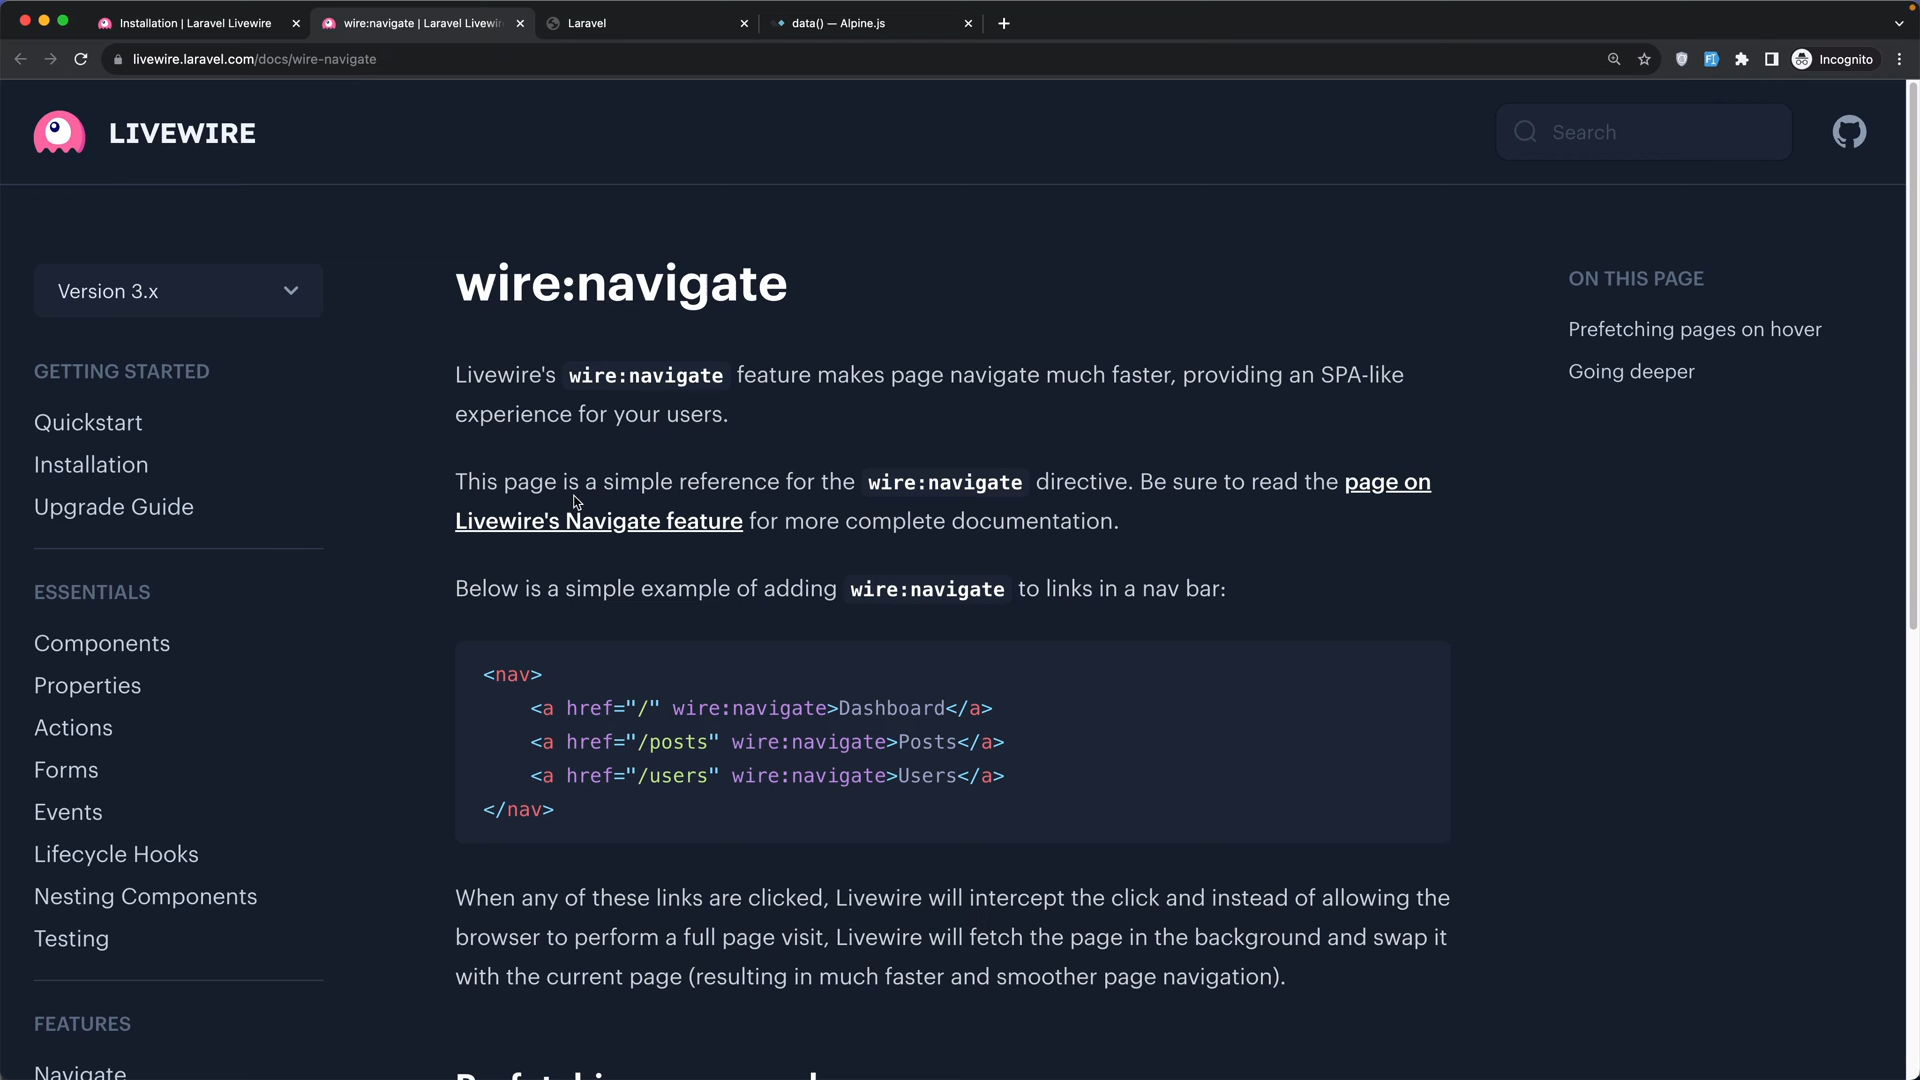 Installation | Laravel Livewire
wire:navigate | Laravel Livewir
Laravel
data() — Alpine.js
livewire.laravel.com/docs/wire-navigate
Incognito
LIVEWIRE
Search
Version 3.x
GETTING STARTED
Quickstart
Installation
Upgrade Guide
ESSENTIALS
Components
Properties
Actions
Forms
Events
Lifecycle Hooks
Nesting Components
Testing
FEATURES
Navigate
wire:navigate
Livewire's wire:navigate feature makes page navigate much faster, providing an SPA-like
experience for your users.
This page is a simple reference for the wire:navigate directive. Be sure to read the page on
Livewire's Navigate feature for more complete documentation.
Below is a simple example of adding wire:navigate to links in a nav bar:
<nav>
    <a href="/" wire:navigate>Dashboard</a>
    <a href="/posts" wire:navigate>Posts</a>
    <a href="/users" wire:navigate>Users</a>
</nav>
When any of these links are clicked, Livewire will intercept the click and instead of allowing the
browser to perform a full page visit, Livewire will fetch the page in the background and swap it
with the current page (resulting in much faster and smoother page navigation).
ON THIS PAGE
Prefetching pages on hover
Going deeper